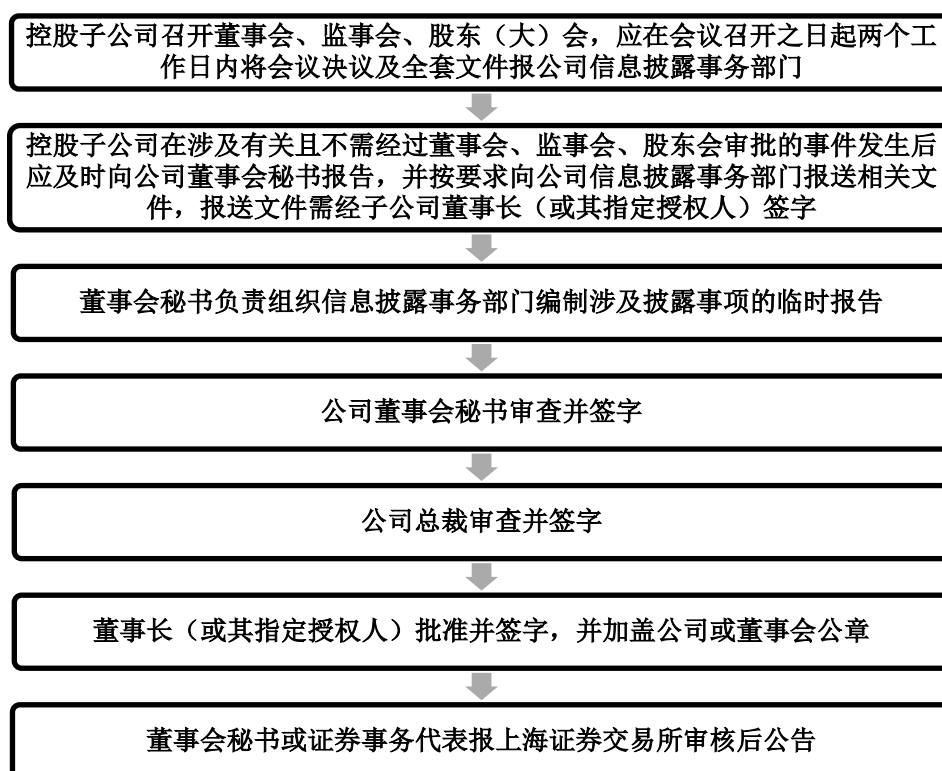 控股子公司召开董事会、监事会、股东（大）会，应在会议召开之日起两个工
作日内将会议决议及全套文件报公司信息披露事务部门
控股子公司在涉及有关且不需经过董事会、监事会、股东会审批的事件发生后
应及时向公司董事会秘书报告，并按要求向公司信息披露事务部门报送相关文
件，报送文件需经子公司董事长（或其指定授权人）签字
董事会秘书负责组织信息披露事务部门编制涉及披露事项的临时报告
公司董事会秘书审查并签字
公司总裁审查并签字
董事长（或其指定授权人）批准并签字，并加盖公司或董事会公章
董事会秘书或证券事务代表报上海证券交易所审核后公告